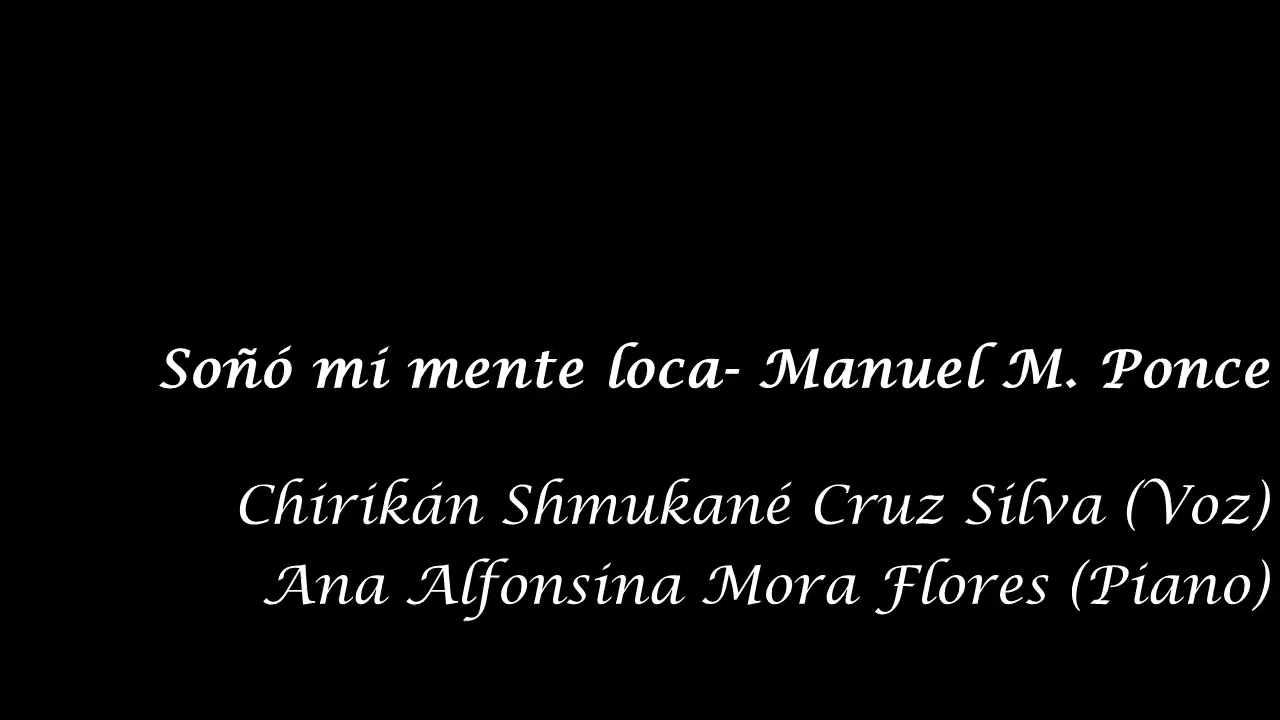 Soñó mi mente loca- Manuel M. Ponce
Chirikán Shmukané Cruz Silva (Voz)
Ana Alfonsina Mora Flores (Piano)